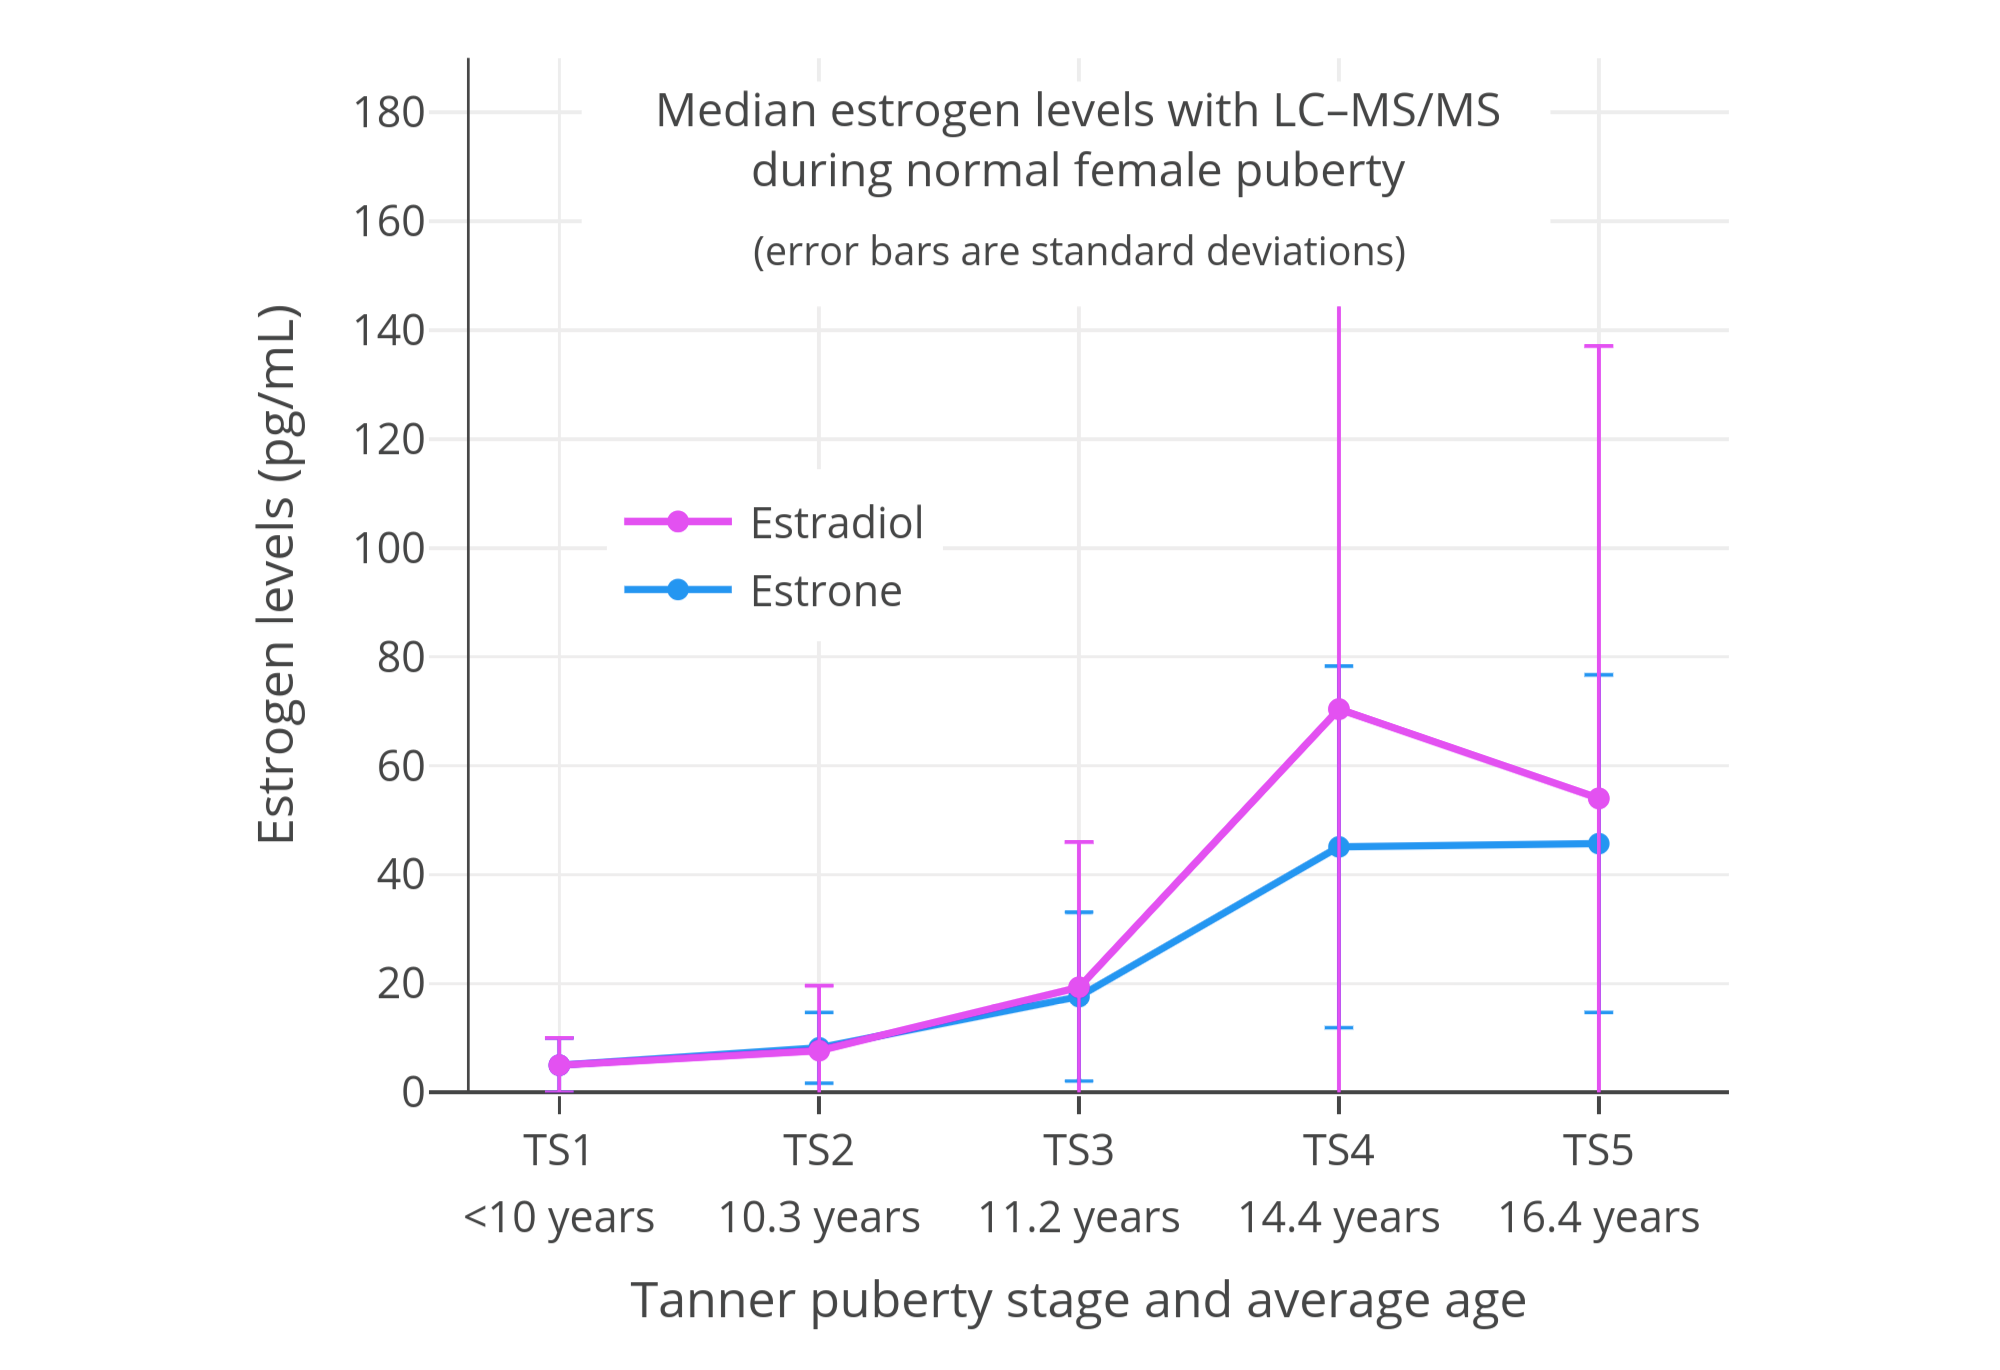 Median estrogen levels with LC–MS/MS
during normal female puberty
(error bars are standard deviations)
Estrogen levels (pg/mL)
180
160
140
120
100
80
60
40
20
0
Estradiol
Estrone
TS1 TS2 TS3 TS4 TS5
<10 years 10.3 years 11.2 years 14.4 years 16.4 years
Tanner puberty stage and average age